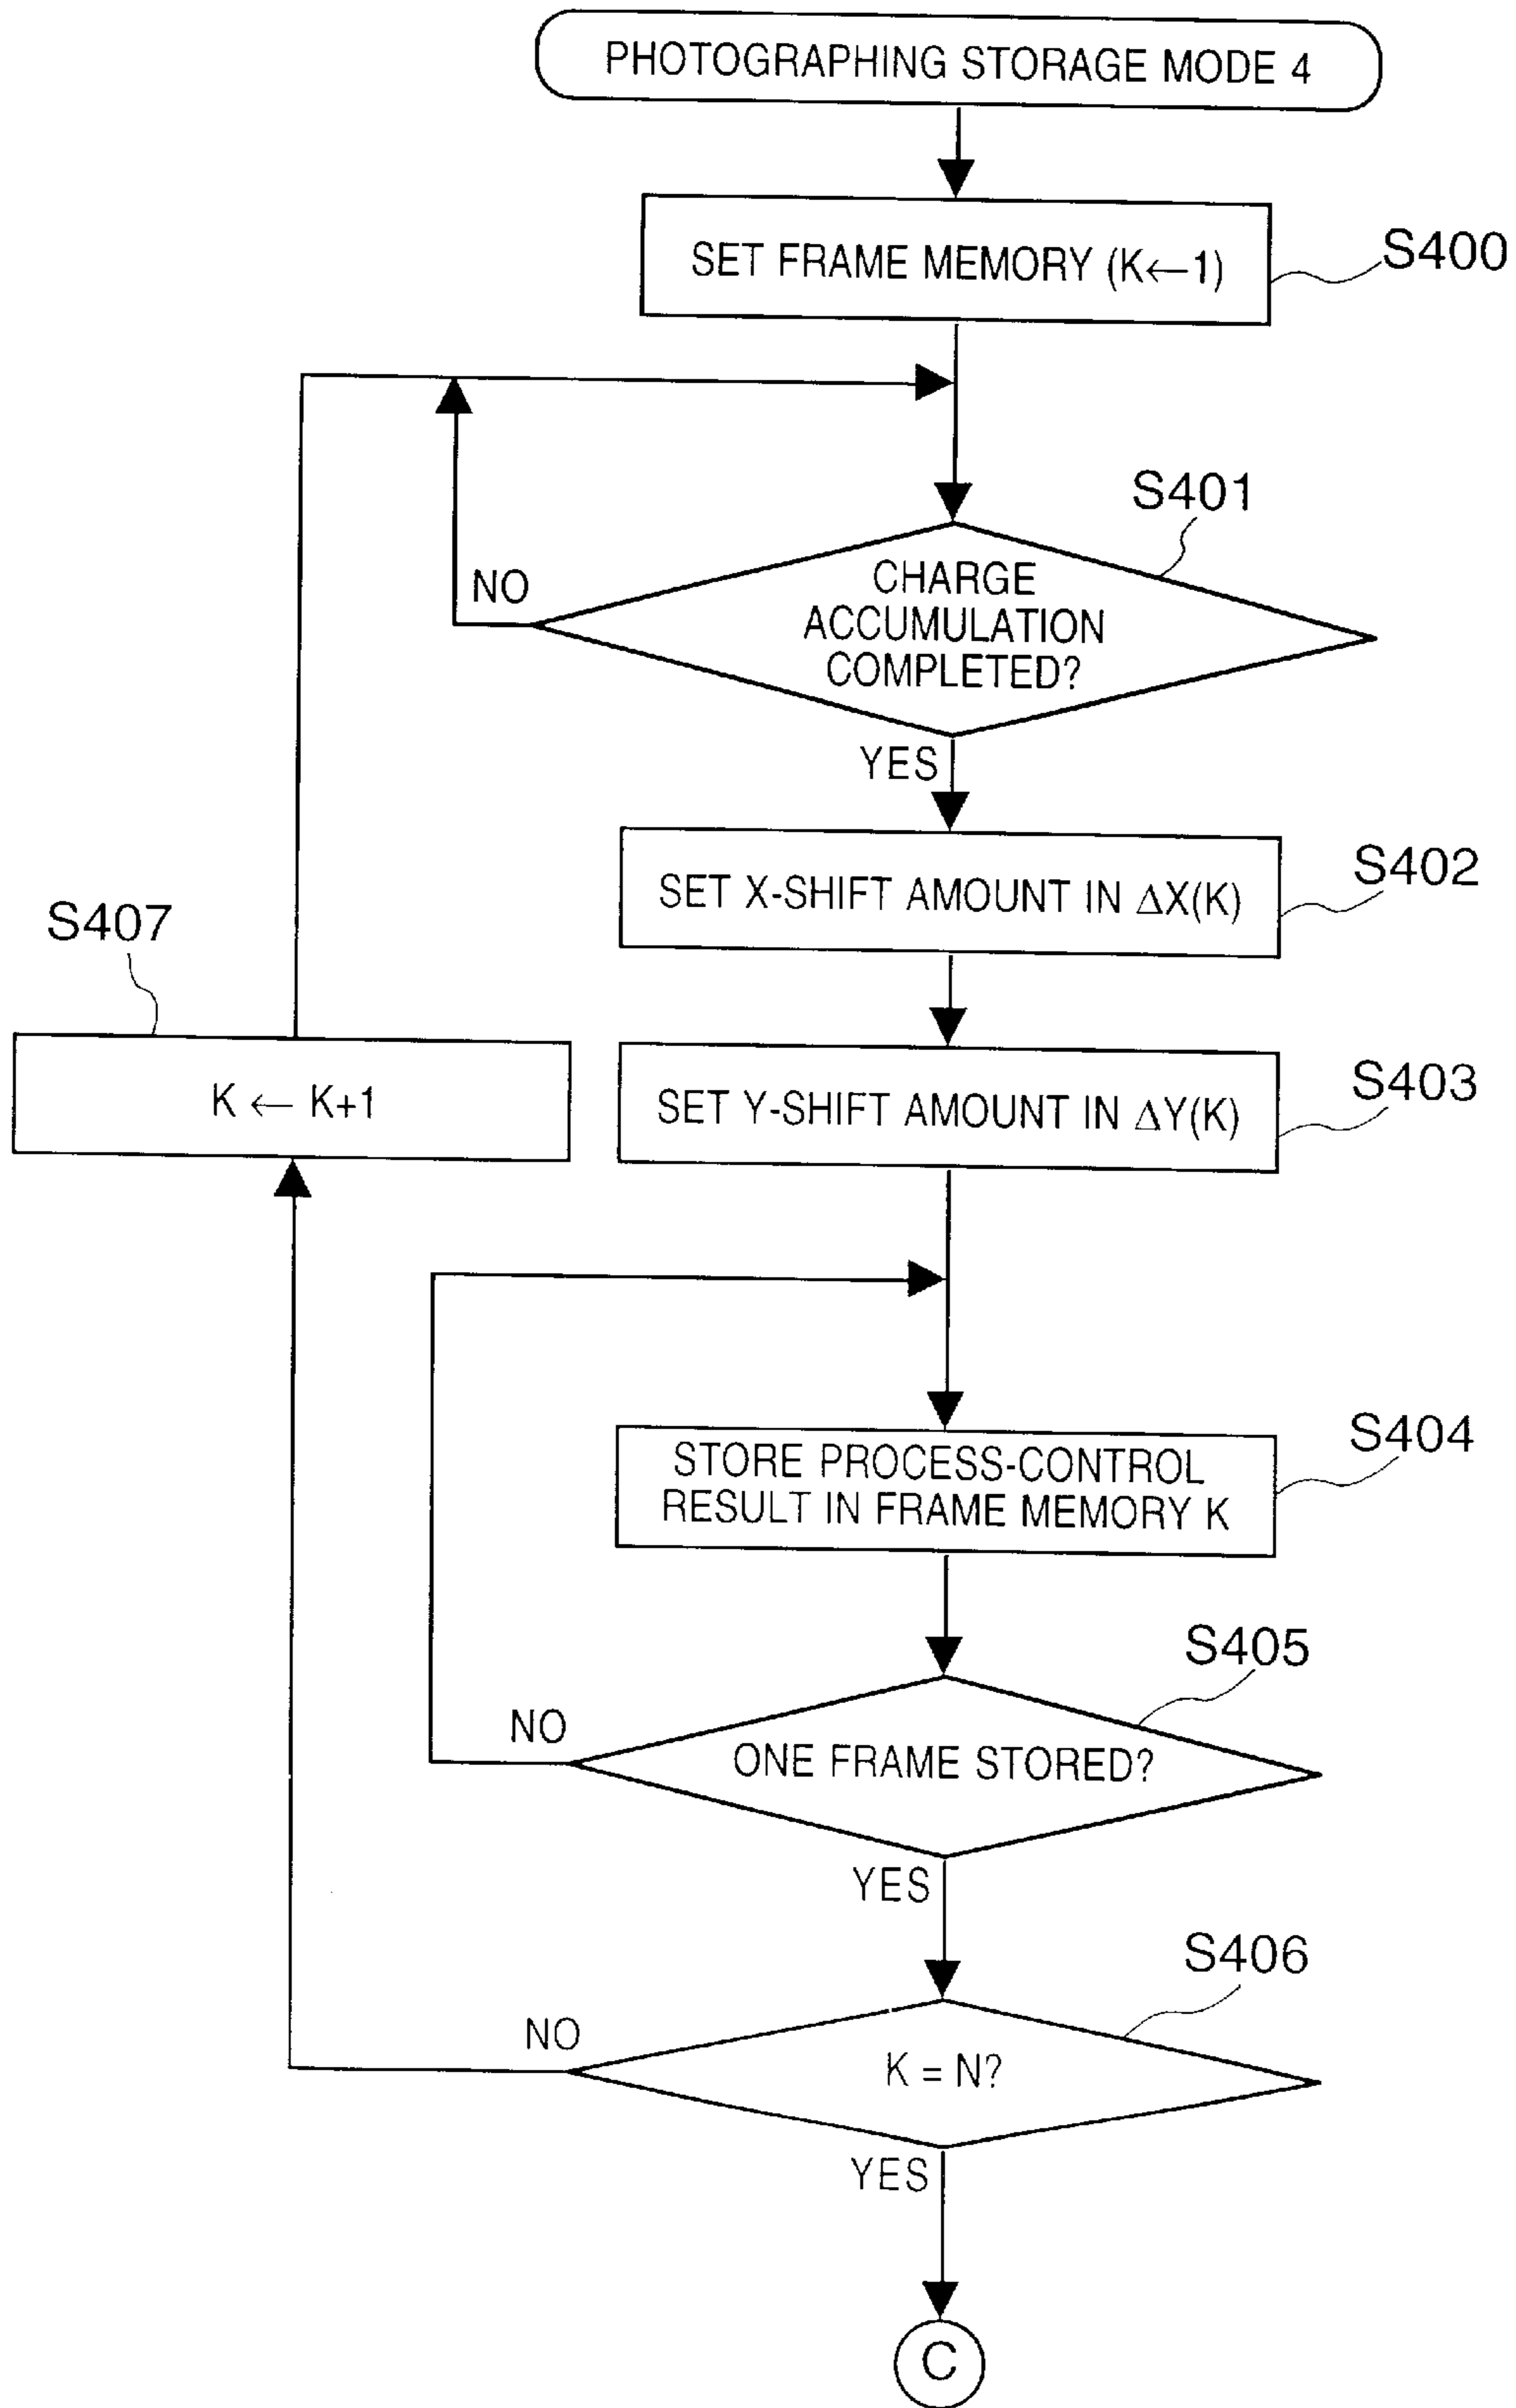 PHOTOGRAPHING STORAGE MODE 4
SET FRAME MEMORY (K←1)
S400
S401
CHARGE
ACCUMULATION
COMPLETED?
NO
YES
SET X-SHIFT AMOUNT IN ΔX(K)
S402
S407
K ← K+1
SET Y-SHIFT AMOUNT IN ΔY(K)
S403
STORE PROCESS-CONTROL
RESULT IN FRAME MEMORY K
S404
S405
NO
ONE FRAME STORED?
YES
S406
NO
K = N?
YES
C